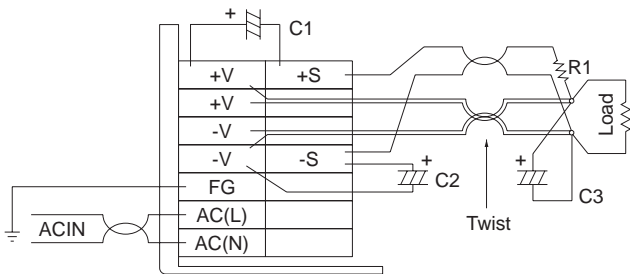 + C1
+V +S
+V
-V
-V -S
FG
AC(L)
AC(N)
ACIN
+ C2
+ C3
R1
Load
Twist